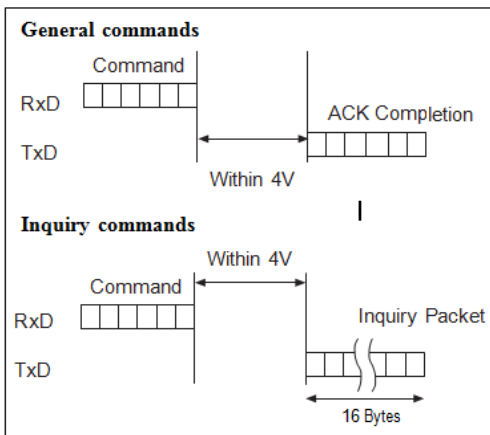 General commands
Command
RxD
ACK Completion
TxD
Within 4V
Inquiry commands
Within 4V
Command
RxD
Inquiry Packet
TxD
16 Bytes